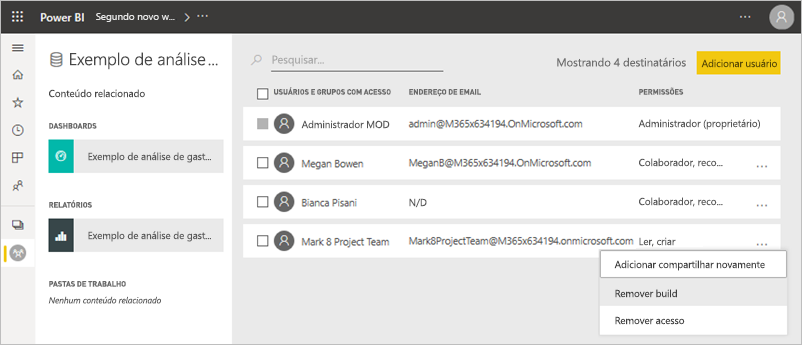 Power BI Segundo novo w... > ...
Exemplo de análise ...
Conteúdo relacionado
DASHBOARDS
Exemplo de análise de gast...
RELATÓRIOS
Exemplo de análise de gast...
PASTAS DE TRABALHO
Nenhum conteúdo relacionado
Pesquisar...
Mostrando 4 destinatários
Adicionar usuário
USUÁRIOS E GRUPOS COM ACESSO ENDEREÇO DE EMAIL PERMISSÕES
Administrador MOD admin@M365x634194.OnMicrosoft.com Administrador (proprietário)
Megan Bowen MeganB@M365x634194.OnMicrosoft.com Colaborador, reco... ...
Bianca Pisani N/D Colaborador, reco... ...
Mark 8 Project Team Mark8ProjectTeam@M365x634194.onmicrosoft.com Ler, criar ...
Adicionar compartilhar novamente
Remover build
Remover acesso